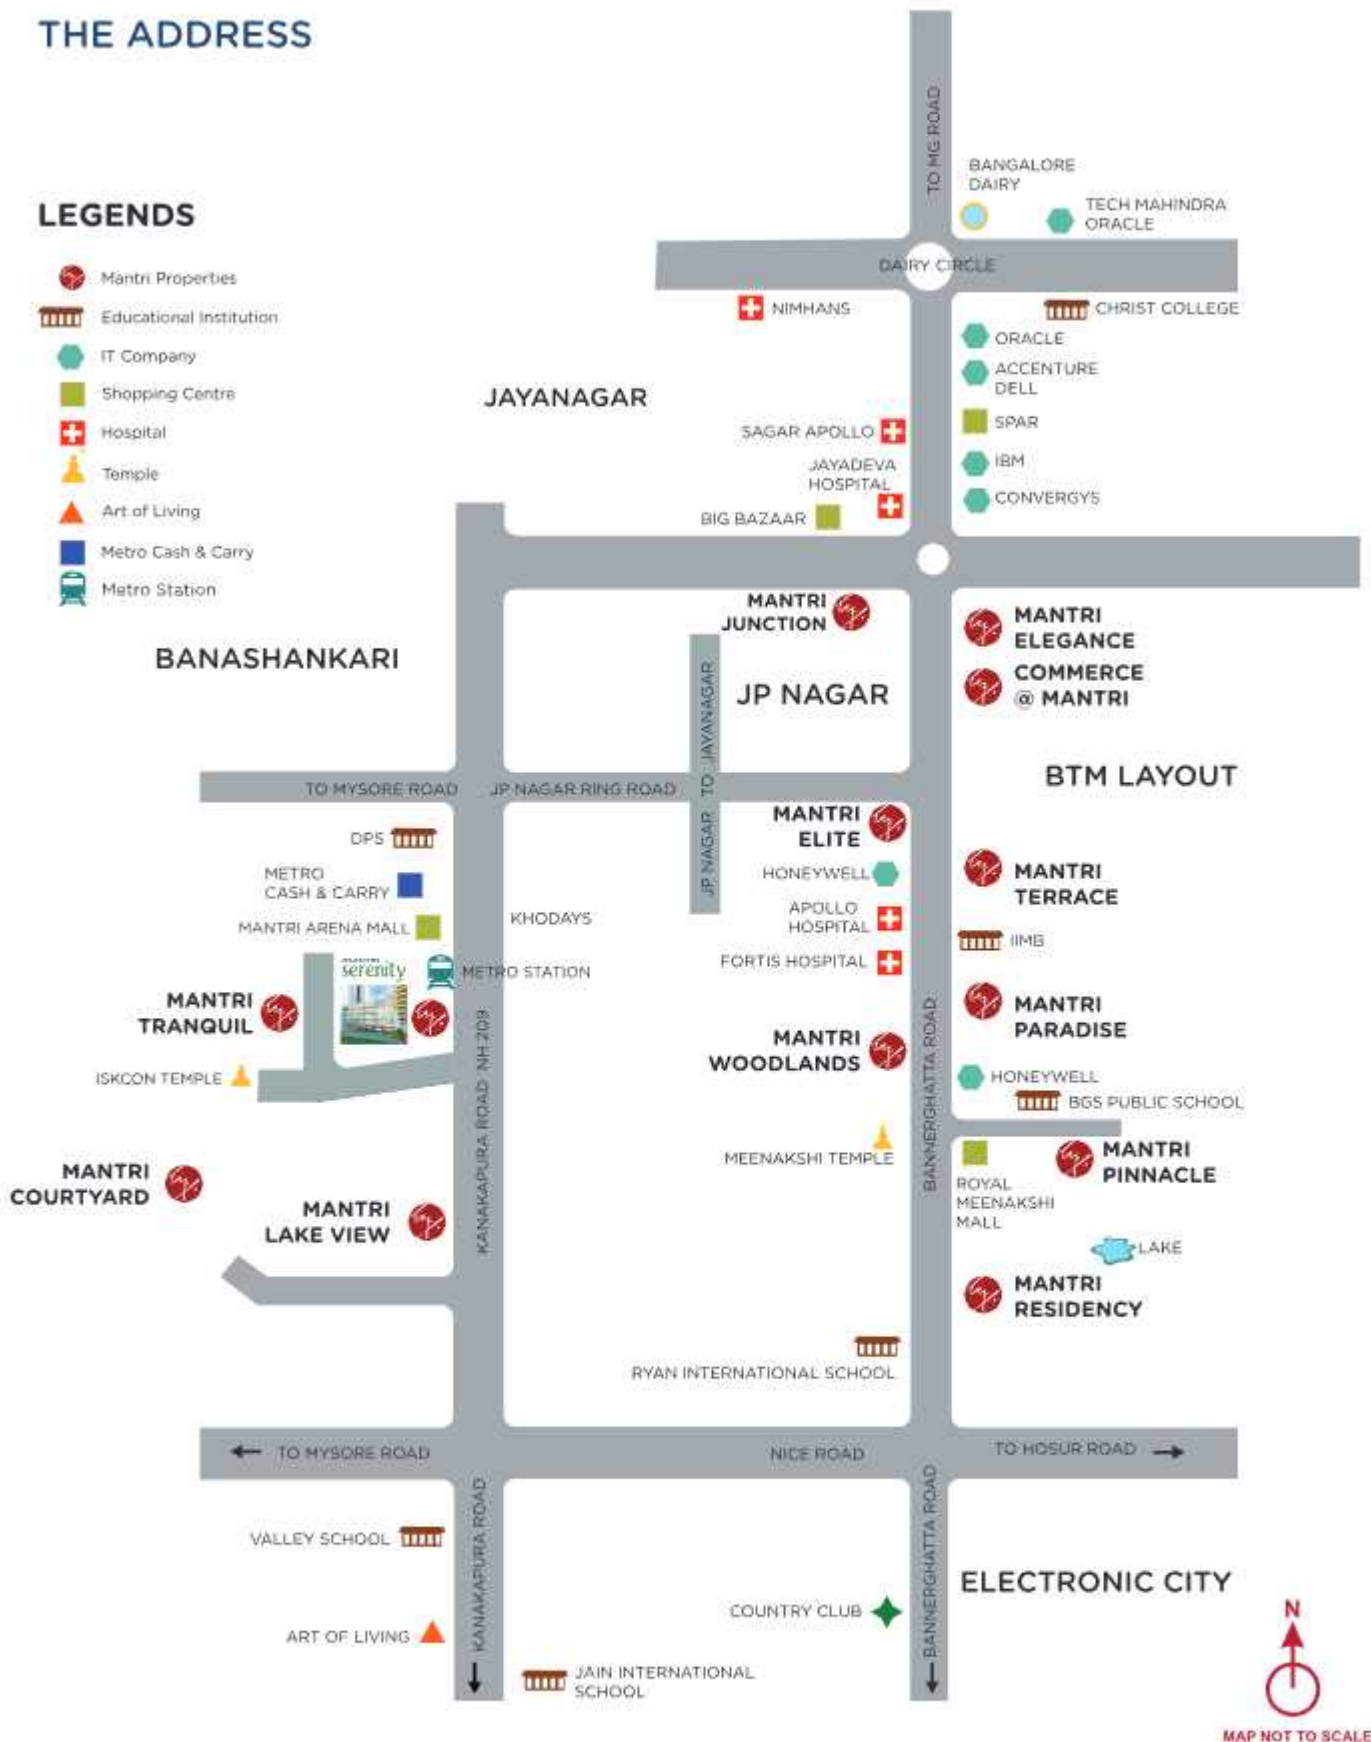 THE ADDRESS
LEGENDS
Mantri Properties
Educational Institution
IT Company
Shopping Centre
Hospital
Temple
Art of Living
Metro Cash & Carry
Metro Station
TO MG ROAD
BANGALORE
DAIRY
TECH MAHINDRA
ORACLE
DAIRY CIRCLE
NIMHANS
CHRIST COLLEGE
ORACLE
ACCENTURE
DELL
JAYANAGAR
SAGAR APOLLO
SPAR
JAYADEVA
HOSPITAL
IBM
CONVERGYS
BIG BAZAAR
MANTRI
JUNCTION
MANTRI
ELEGANCE
BANASHANKARI
JP NAGAR
COMMERCE
@ MANTRI
JP NAGAR TO JAYANAGAR
BTM LAYOUT
TO MYSORE ROAD
JP NAGAR RING ROAD
MANTRI
ELITE
DPS
METRO
CASH & CARRY
HONEYWELL
MANTRI
TERRACE
MANTRI ARENA MALL
KHODAYS
APOLLO
HOSPITAL
IIMB
serenity
METRO STATION
FORTIS HOSPITAL
MANTRI
TRANQUIL
MANTRI
PARADISE
MANTRI
WOODLANDS
ISKCON TEMPLE
KANAKAPURA ROAD NH 209
BANNERGHATTA ROAD
HONEYWELL
BGS PUBLIC SCHOOL
MEENAKSHI TEMPLE
MANTRI
PINNACLE
MANTRI
COURTYARD
ROYAL
MEENAKSHI
MALL
MANTRI
LAKE VIEW
LAKE
MANTRI
RESIDENCY
RYAN INTERNATIONAL SCHOOL
TO MYSORE ROAD
NICE ROAD
TO HOSUR ROAD
KANAKAPURA ROAD
BANNERGHATTA ROAD
VALLEY SCHOOL
ELECTRONIC CITY
COUNTRY CLUB
ART OF LIVING
JAIN INTERNATIONAL
SCHOOL
N
MAP NOT TO SCALE